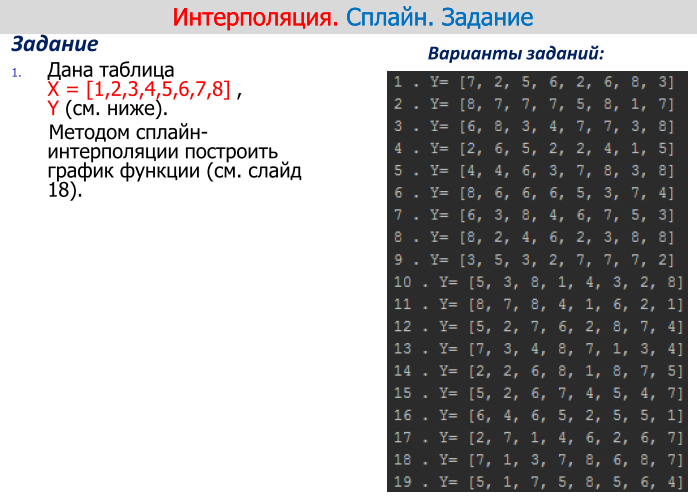 Интерполяция. Сплайн. Задание
Задание
1. Дана таблица
X = [1,2,3,4,5,6,7,8] ,
Y (см. ниже).
Методом сплайн-
интерполяции построить
график функции (см. слайд
18).
Варианты заданий:
1 . Y= [7, 2, 5, 6, 2, 6, 8, 3]
2 . Y= [8, 7, 7, 7, 5, 8, 1, 7]
3 . Y= [6, 8, 3, 4, 7, 7, 3, 8]
4 . Y= [2, 6, 5, 2, 2, 4, 1, 5]
5 . Y= [4, 4, 6, 3, 7, 8, 3, 8]
6 . Y= [8, 6, 6, 6, 5, 3, 7, 4]
7 . Y= [6, 3, 8, 4, 6, 7, 5, 3]
8 . Y= [8, 2, 4, 6, 2, 3, 8, 8]
9 . Y= [3, 5, 3, 2, 7, 7, 7, 2]
10 . Y= [5, 3, 8, 1, 4, 3, 2, 8]
11 . Y= [8, 7, 8, 4, 1, 6, 2, 1]
12 . Y= [5, 2, 7, 6, 2, 8, 7, 4]
13 . Y= [7, 3, 4, 8, 7, 1, 3, 4]
14 . Y= [2, 2, 6, 8, 1, 8, 7, 5]
15 . Y= [5, 2, 6, 7, 4, 5, 4, 7]
16 . Y= [6, 4, 6, 5, 2, 5, 5, 1]
17 . Y= [2, 7, 1, 4, 6, 2, 6, 7]
18 . Y= [7, 1, 3, 7, 8, 6, 8, 7]
19 . Y= [5, 1, 7, 5, 8, 5, 6, 4]